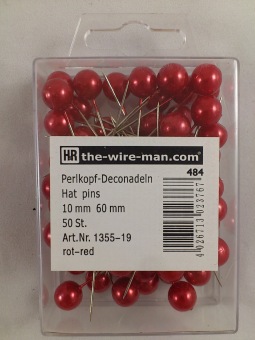 HR the-wire-man.com®
484
Perlkopf-Deconadeln
Hat pins
10 mm 60 mm
50 St.
Art.Nr. 1355-19
rot-red
4026713023767